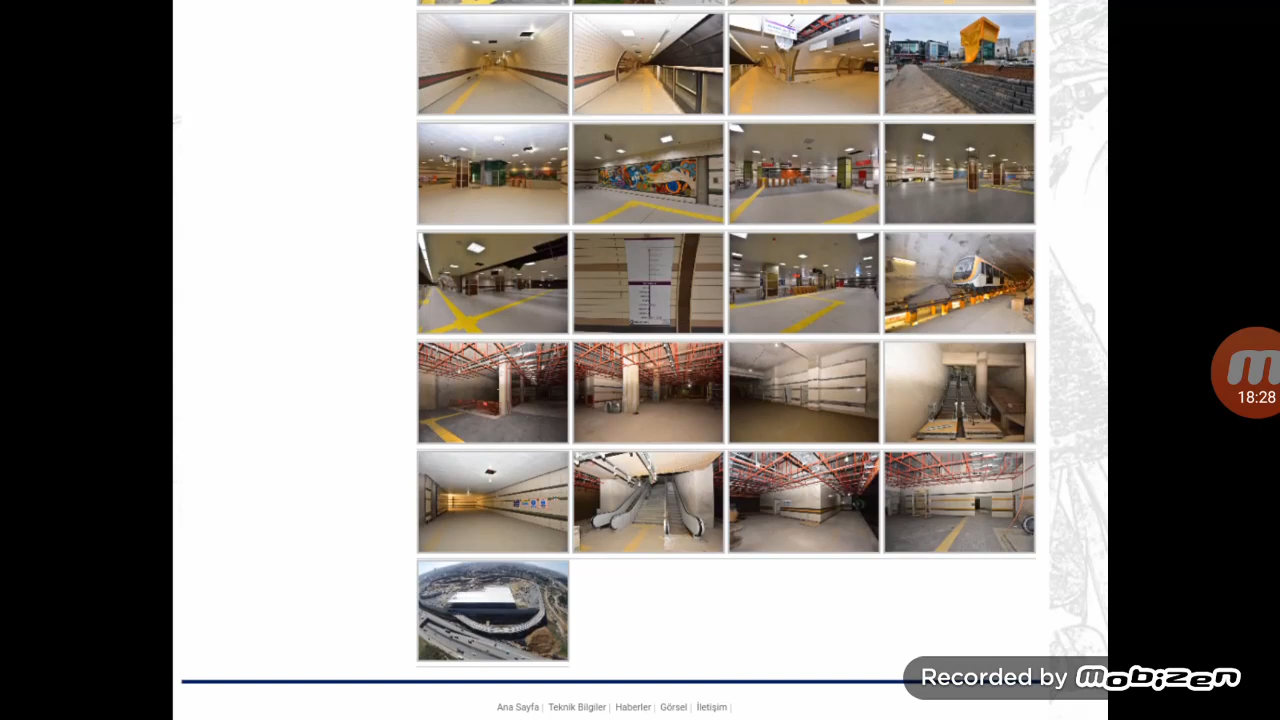 18:28
Recorded by mobizen
Ana Sayfa | Teknik Bilgiler | Haberler | Görsel | İletişim |